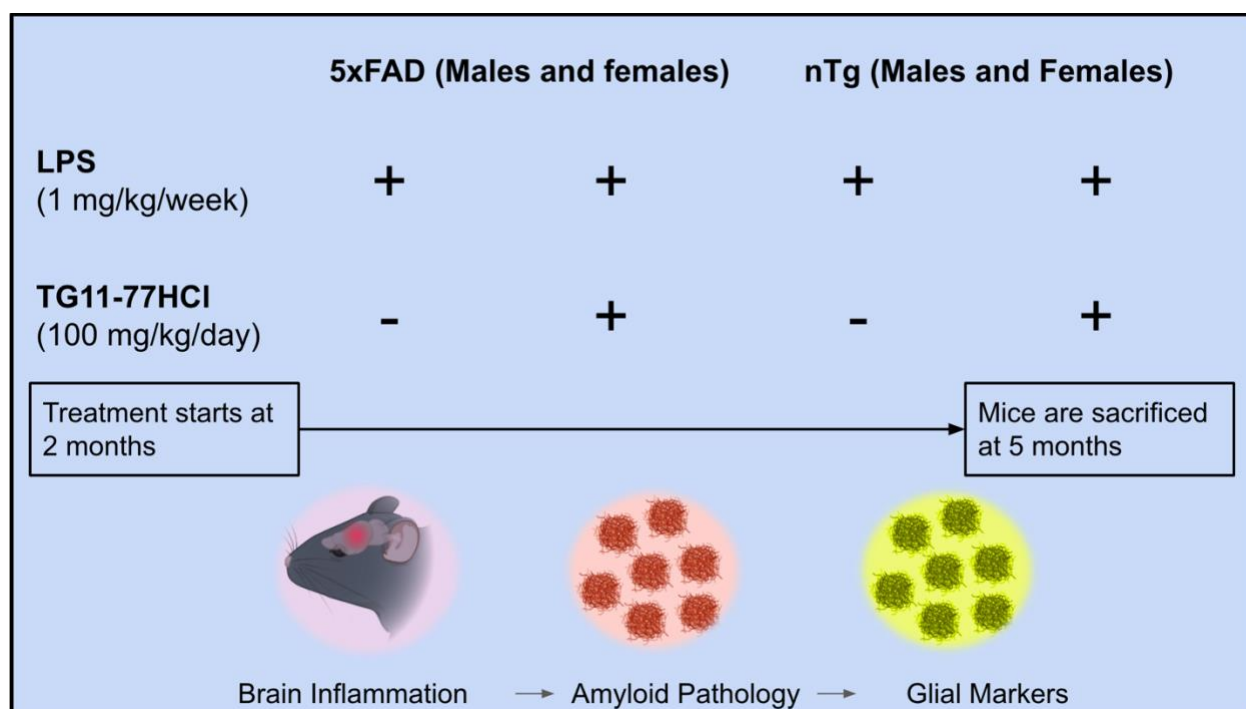 5xFAD (Males and females) nTg (Males and Females)
LPS
(1 mg/kg/week) + + + +
TG11-77HCl
(100 mg/kg/day) - + - +
Treatment starts at
2 months
Mice are sacrificed
at 5 months
Brain Inflammation → Amyloid Pathology → Glial Markers